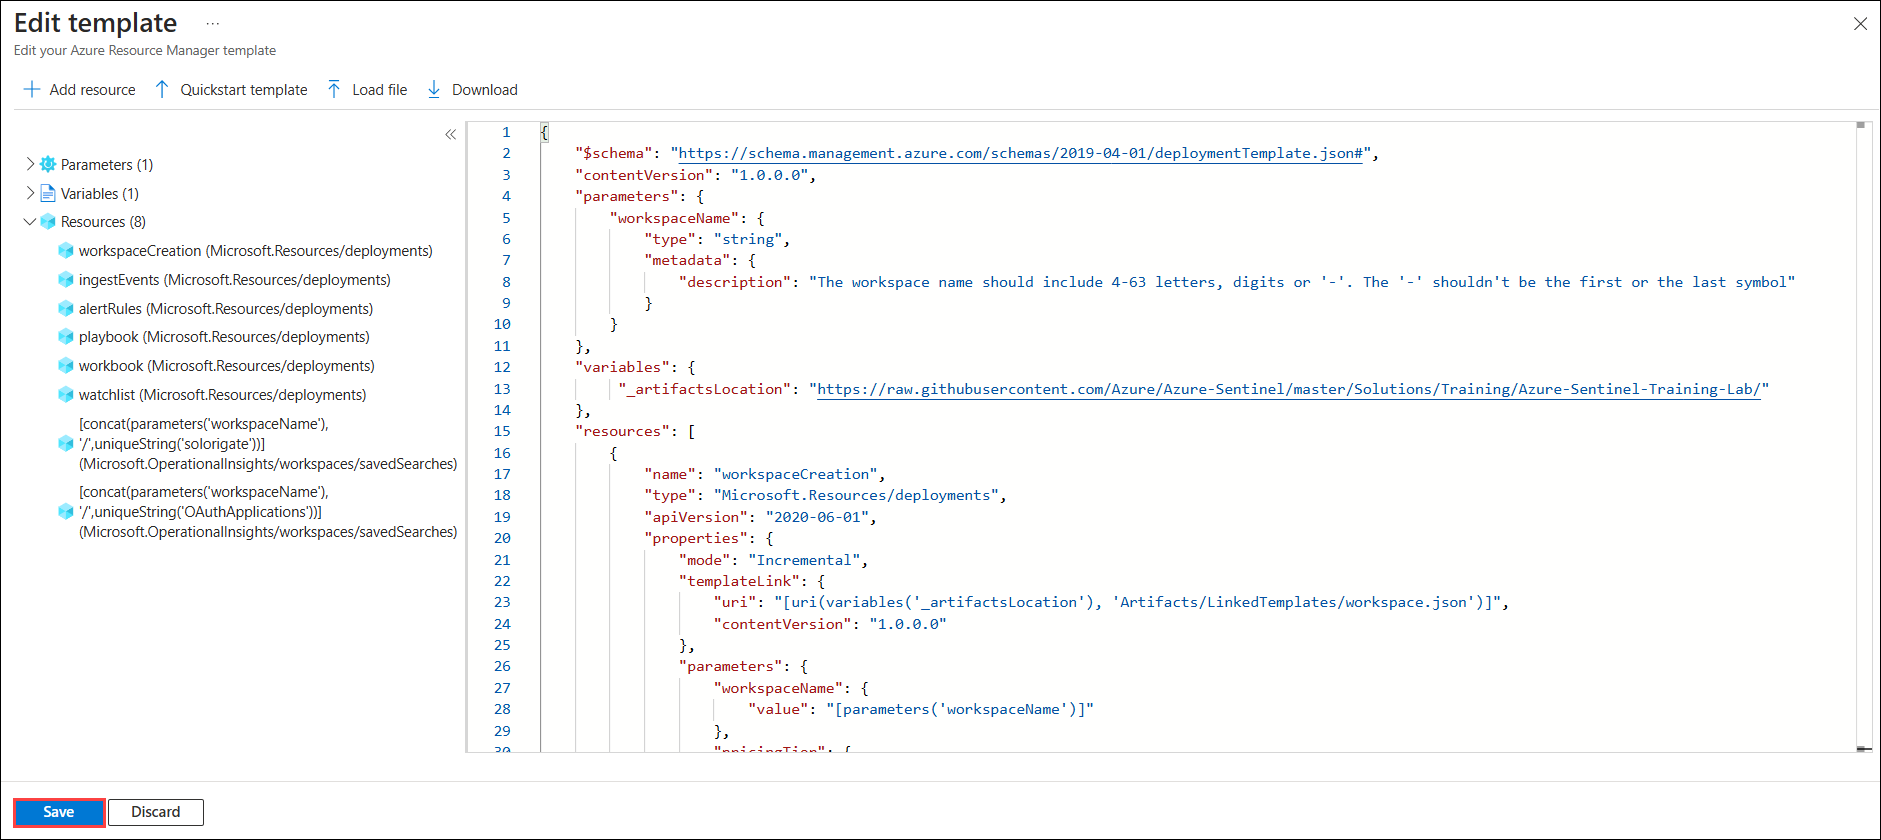 Edit template ...
Edit your Azure Resource Manager template
Add resource Quickstart template Load file Download
«
Parameters (1)
Variables (1)
Resources (8)
workspaceCreation (Microsoft.Resources/deployments)
ingestEvents (Microsoft.Resources/deployments)
alertRules (Microsoft.Resources/deployments)
playbook (Microsoft.Resources/deployments)
workbook (Microsoft.Resources/deployments)
watchlist (Microsoft.Resources/deployments)
[concat(parameters('workspaceName'),
'/',uniqueString('solorigate'))]
(Microsoft.OperationalInsights/workspaces/savedSearches)
[concat(parameters('workspaceName'),
'/',uniqueString('OAuthApplications'))]
(Microsoft.OperationalInsights/workspaces/savedSearches)
1 {
2 "$schema": "https://schema.management.azure.com/schemas/2019-04-01/deploymentTemplate.json#",
3 "contentVersion": "1.0.0.0",
4 "parameters": {
5 "workspaceName": {
6 "type": "string",
7 "metadata": {
8 "description": "The workspace name should include 4-63 letters, digits or '-'. The '-' shouldn't be the first or the last symbol"
9 }
10 }
11 },
12 "variables": {
13 "_artifactsLocation": "https://raw.githubusercontent.com/Azure/Azure-Sentinel/master/Solutions/Training/Azure-Sentinel-Training-Lab/"
14 },
15 "resources": [
16 {
17 "name": "workspaceCreation",
18 "type": "Microsoft.Resources/deployments",
19 "apiVersion": "2020-06-01",
20 "properties": {
21 "mode": "Incremental",
22 "templateLink": {
23 "uri": "[uri(variables('_artifactsLocation'), 'Artifacts/LinkedTemplates/workspace.json')]",
24 "contentVersion": "1.0.0.0"
25 },
26 "parameters": {
27 "workspaceName": {
28 "value": "[parameters('workspaceName')]"
29 },
30 "pricingTier": {
Save Discard